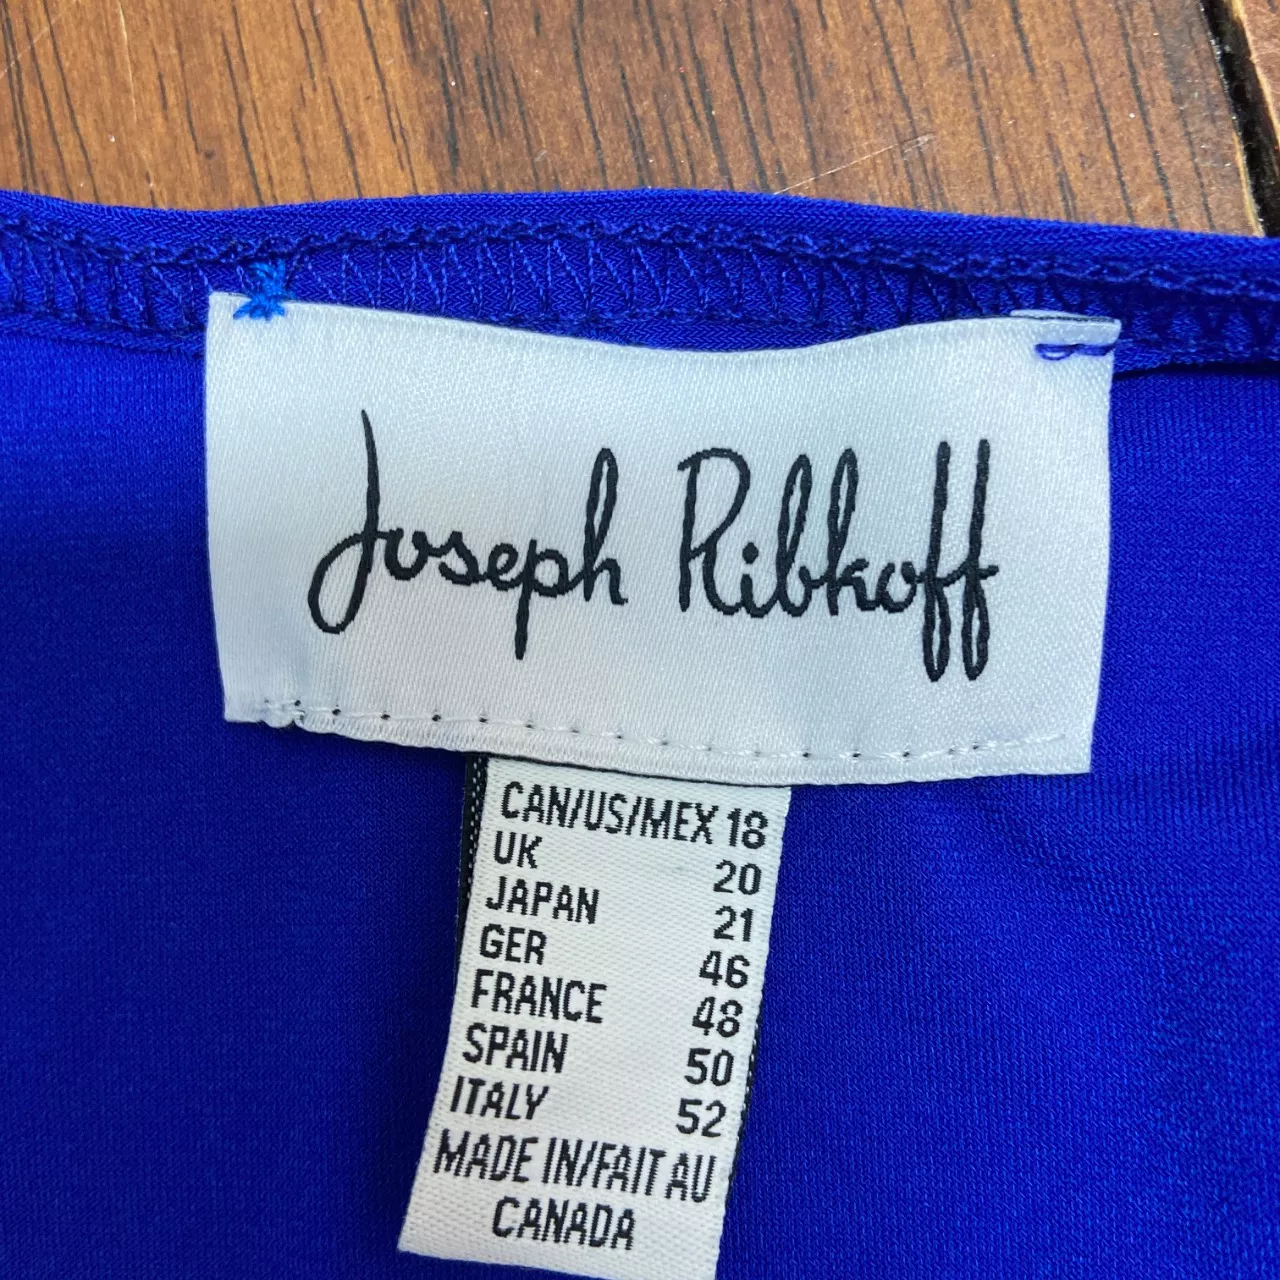 Joseph Ribkoff
CAN/US/MEX 18
UK 20
JAPAN 21
GER 46
FRANCE 48
SPAIN 50
ITALY 52
MADE IN/FAIT AU
CANADA